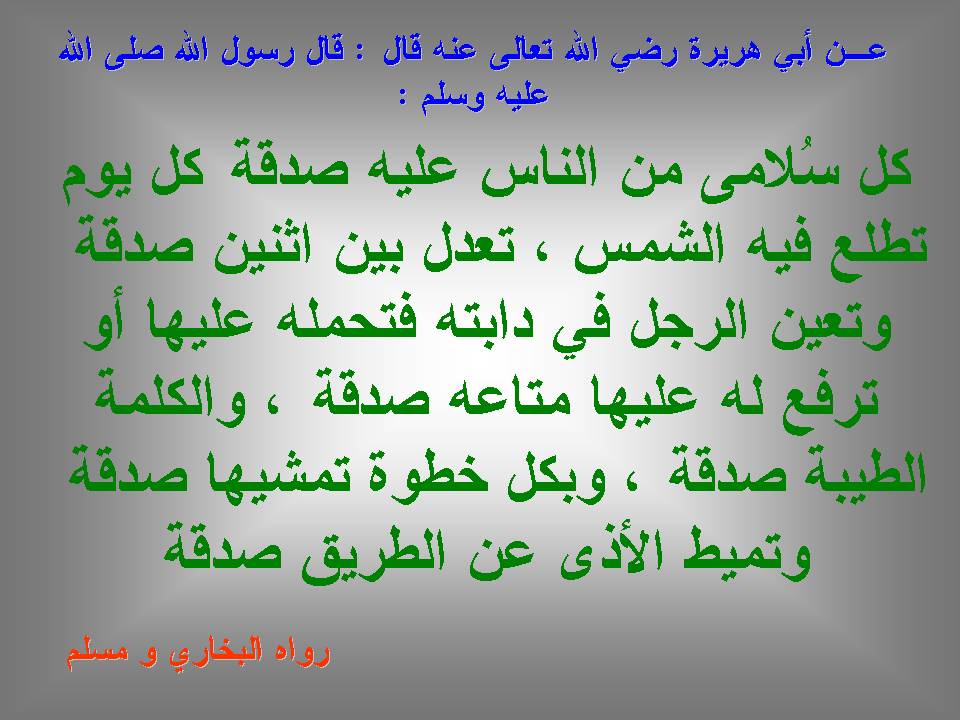 عـــن أبي هريرة رضي الله تعالى عنه قال : قال رسول الله صلى الله
عليه وسلم :
كل سُلامى من الناس عليه صدقة كل يوم
تطلع فيه الشمس ، تعدل بين اثنين صدقة
وتعين الرجل في دابته فتحمله عليها أو
ترفع له عليها متاعه صدقة ، والكلمة
الطيبة صدقة ، وبكل خطوة تمشيها صدقة
وتميط الأذى عن الطريق صدقة
رواه البخاري و مسلم